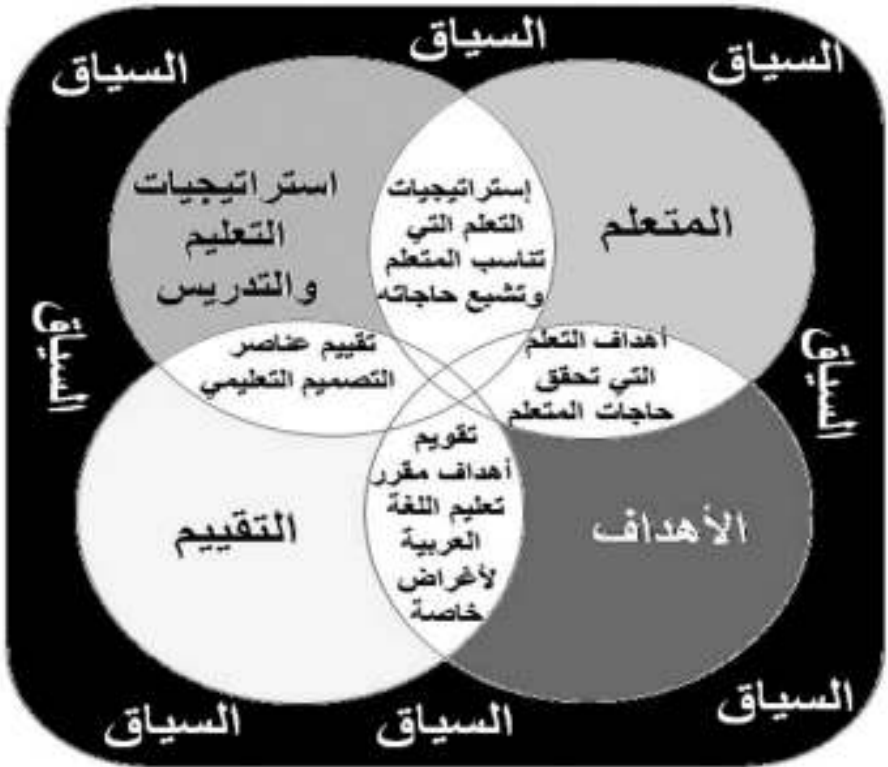 السياق
السياق
السياق
المتعلم
إستراتيجيات
التعلم التي
تناسب المتعلم
وتشبع حاجاته
استراتيجيات
التعليم
والتدريس
السياق
السياق
أهداف التعلم
التي تحقق
حاجات المتعلم
تقييم عناصر
التصميم التعليمي
الأهداف
تقويم
أهداف مقرر
تعليم اللغة
العربية
لأغراض
خاصة
التقييم
السياق
السياق
السياق